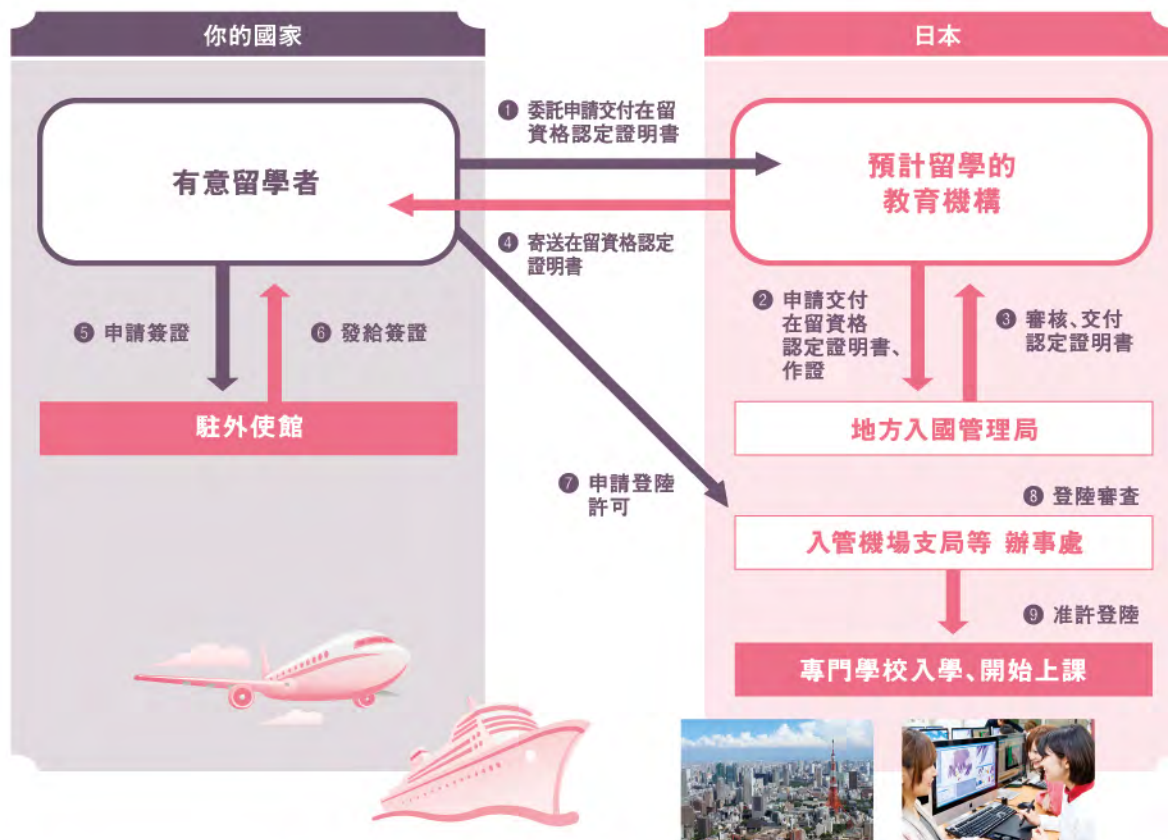 你的國家
日本
有意留學者
❶ 委託申請交付在留
資格認定證明書
預計留學的
教育機構
❹ 寄送在留資格認定
證明書
❷ 申請交付
在留資格
認定證明書、
作證
❸ 審核、交付
認定證明書
❺ 申請簽證
❻ 發給簽證
駐外使館
地方入國管理局
❼ 申請登陸
許可
❽ 登陸審查
入管機場支局等 辦事處
❾ 准許登陸
專門學校入學、開始上課